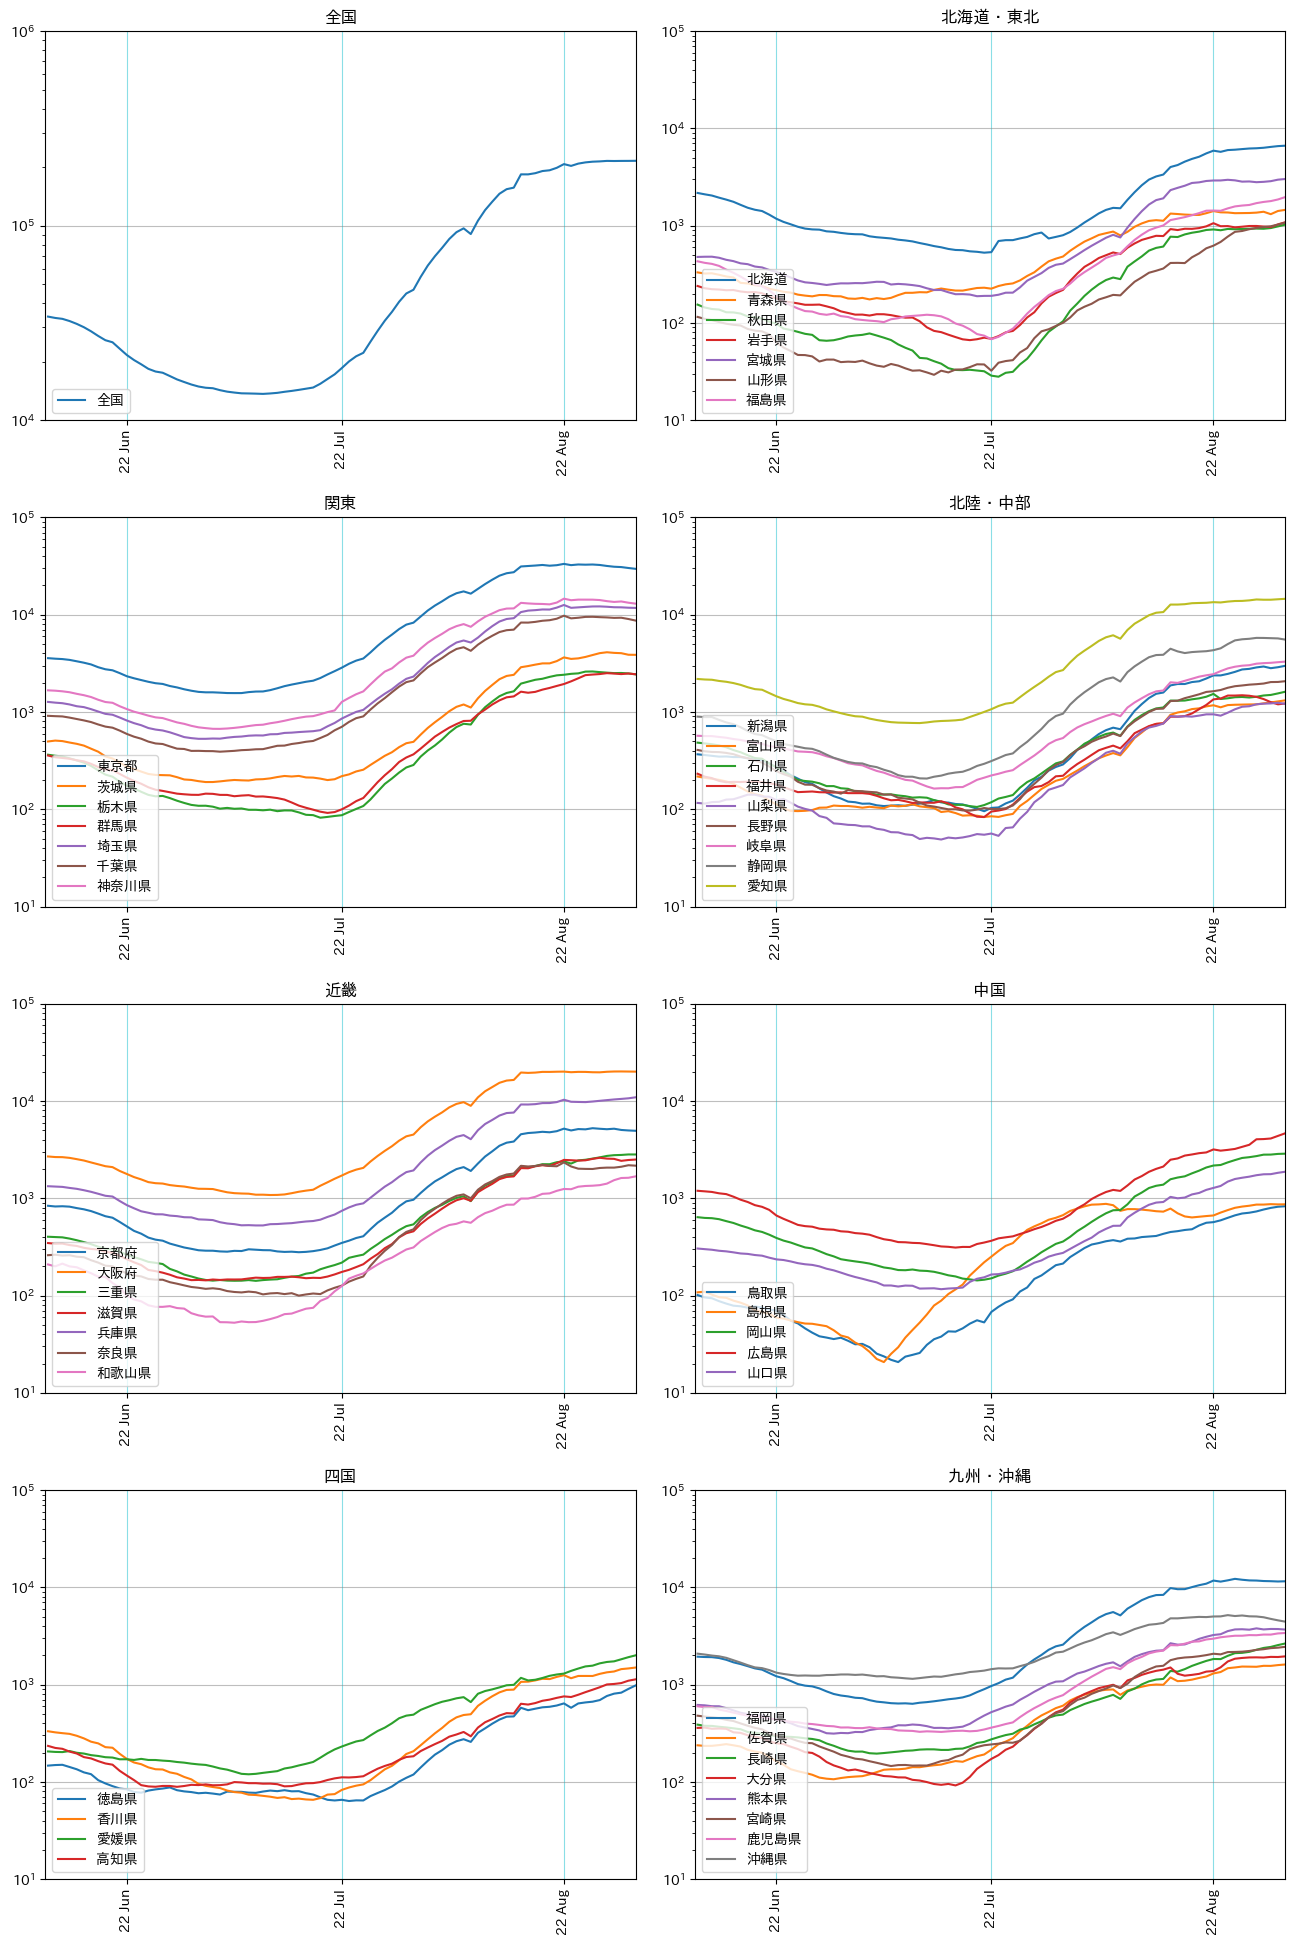 全国
10^6
10^5
10^4
22 Jun
22 Jul
22 Aug
全国
北海道・東北
10^5
10^4
10^3
10^2
10^1
22 Jun
22 Jul
22 Aug
北海道
青森県
秋田県
岩手県
宮城県
山形県
福島県
関東
10^5
10^4
10^3
10^2
10^1
22 Jun
22 Jul
22 Aug
東京都
茨城県
栃木県
群馬県
埼玉県
千葉県
神奈川県
北陸・中部
10^5
10^4
10^3
10^2
10^1
22 Jun
22 Jul
22 Aug
新潟県
富山県
石川県
福井県
山梨県
長野県
岐阜県
静岡県
愛知県
近畿
10^5
10^4
10^3
10^2
10^1
22 Jun
22 Jul
22 Aug
京都府
大阪府
三重県
滋賀県
兵庫県
奈良県
和歌山県
中国
10^5
10^4
10^3
10^2
10^1
22 Jun
22 Jul
22 Aug
鳥取県
島根県
岡山県
広島県
山口県
四国
10^5
10^4
10^3
10^2
10^1
22 Jun
22 Jul
22 Aug
徳島県
香川県
愛媛県
高知県
九州・沖縄
10^5
10^4
10^3
10^2
10^1
22 Jun
22 Jul
22 Aug
福岡県
佐賀県
長崎県
大分県
熊本県
宮崎県
鹿児島県
沖縄県